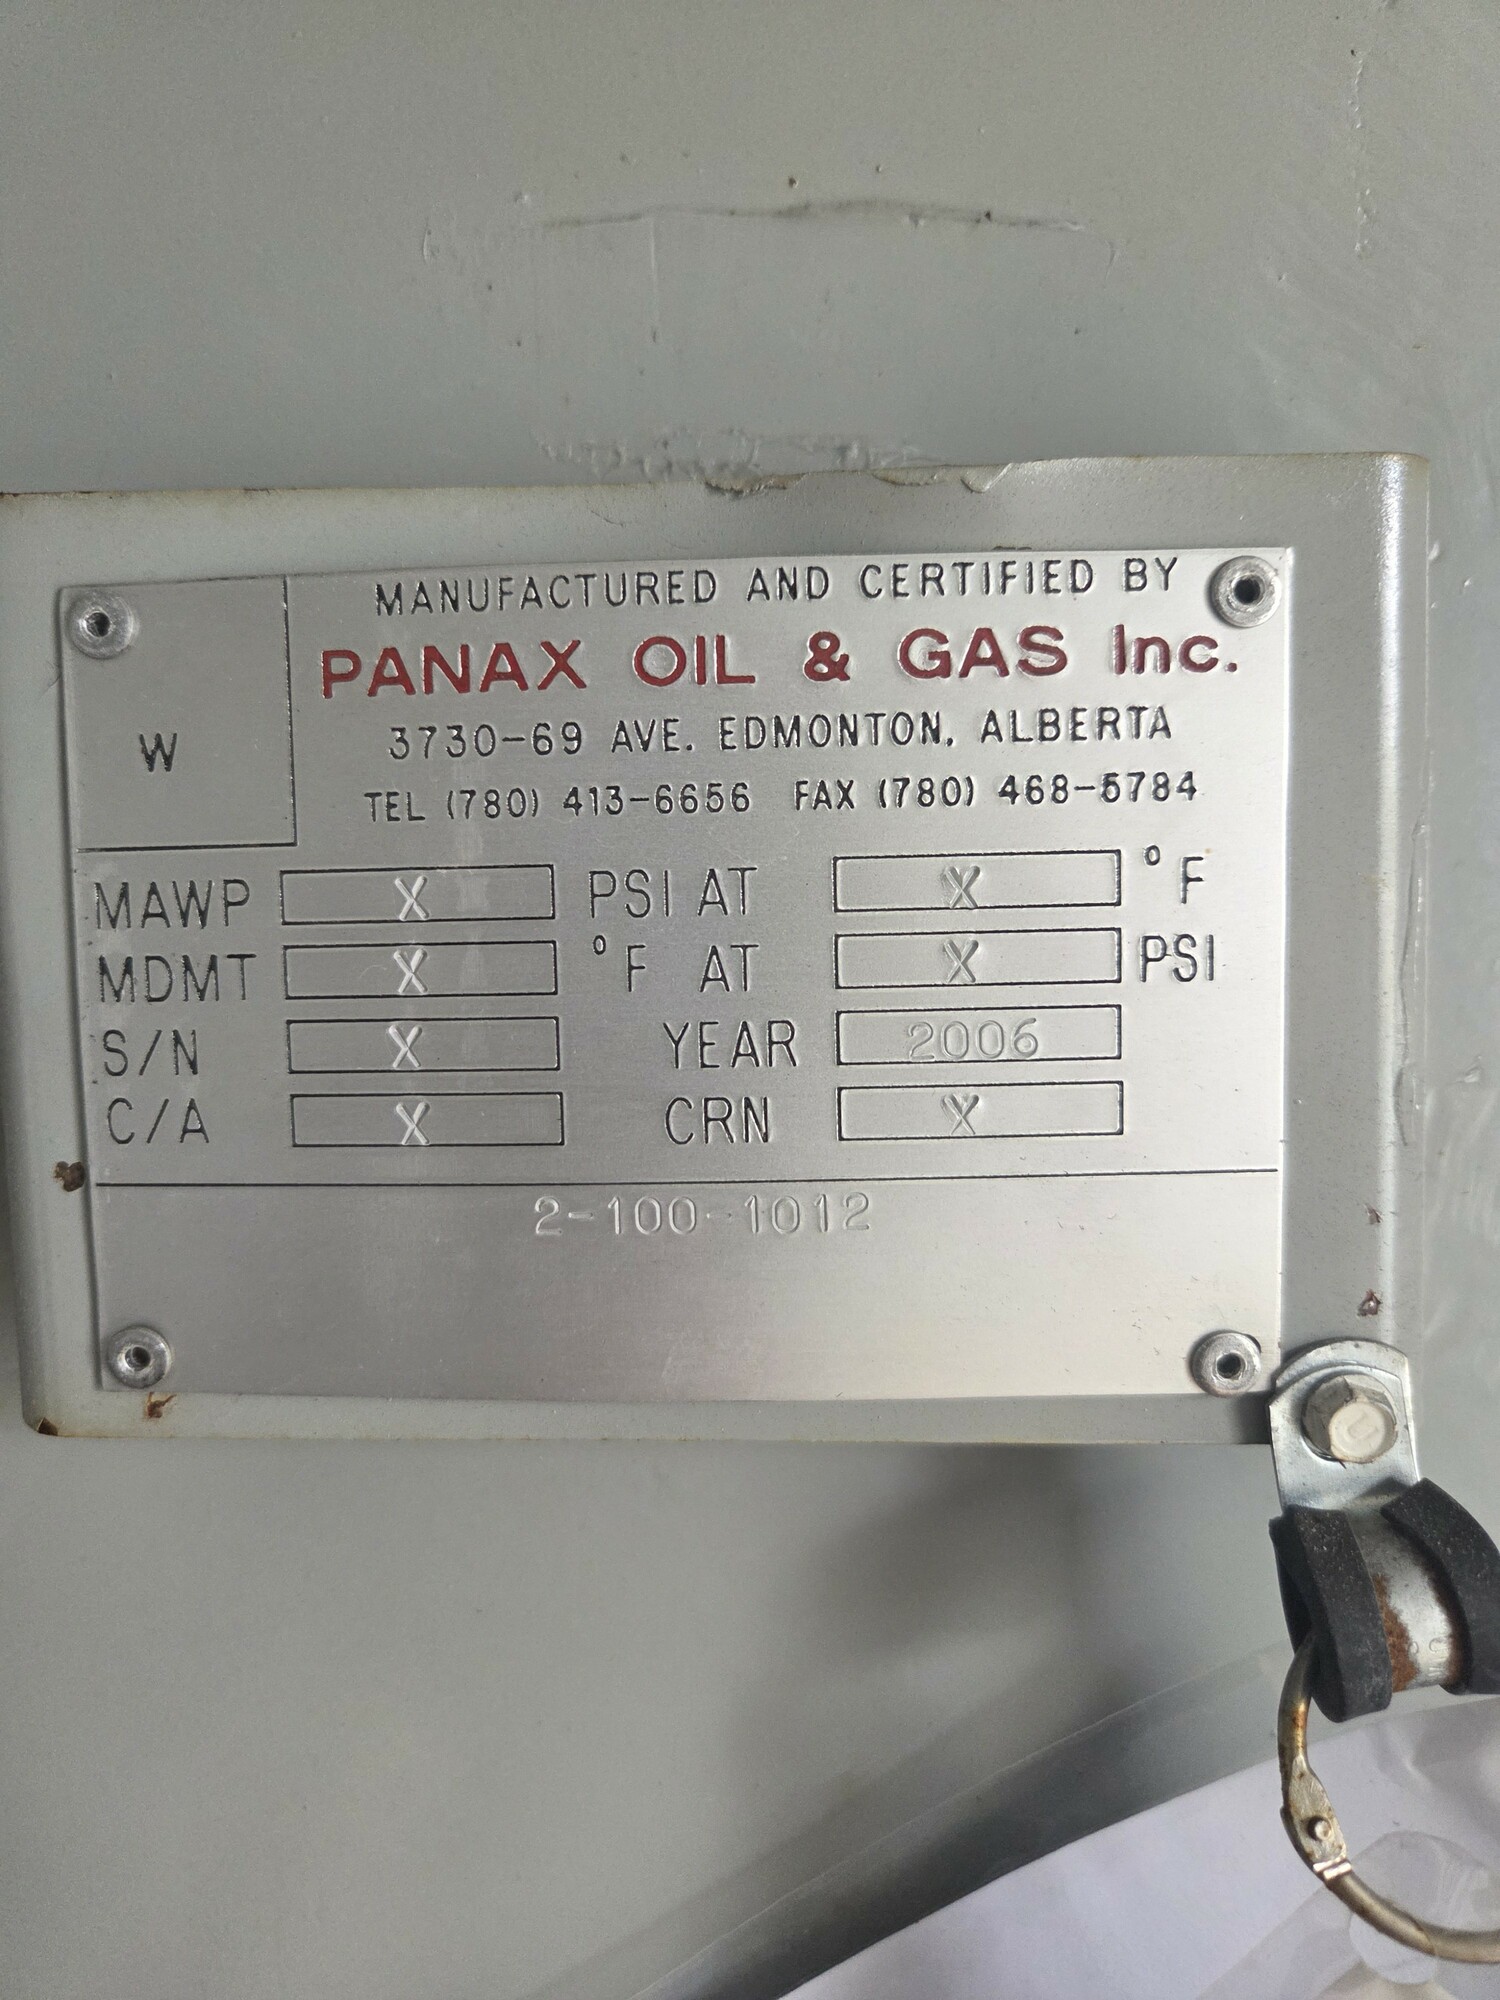 MANUFACTURED AND CERTIFIED BY
PANAX OIL & GAS Inc.
W
3730-69 AVE. EDMONTON, ALBERTA
TEL (780) 413-6656 FAX (780) 468-5784
MAWP X PSI AT X °F
MDMT X °F AT X PSI
S/N X YEAR 2006
C/A X CRN X
2-100-1012